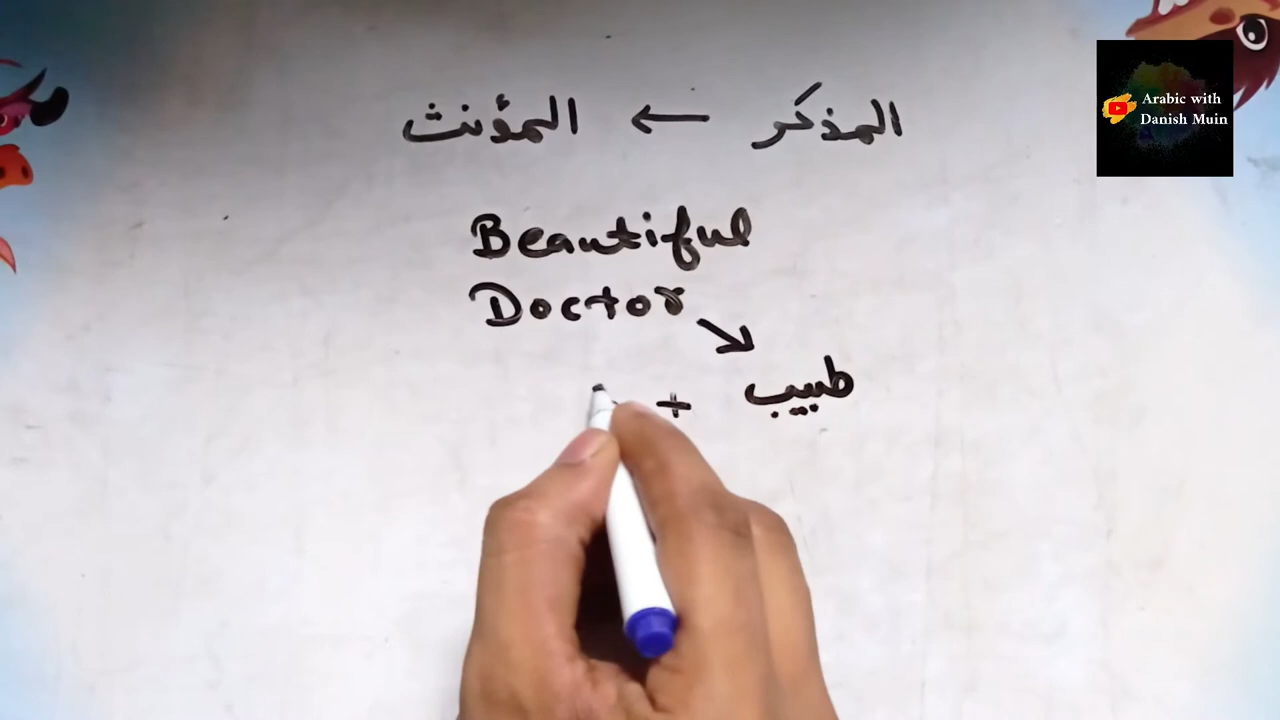 المذكر ← المؤنث
Beautiful
Doctor
طبيب +
Arabic with
Danish Muin